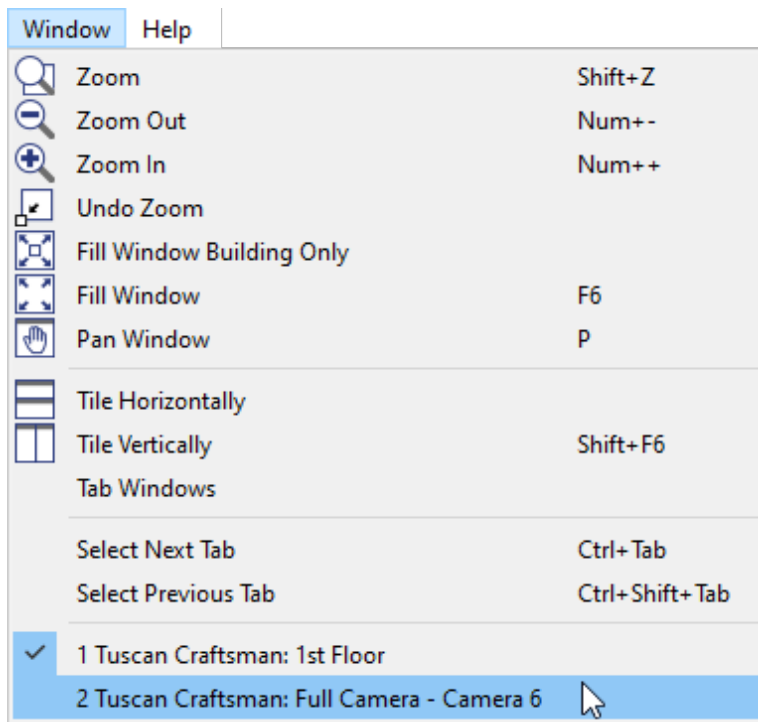 Window Help
Zoom Shift+Z
Zoom Out Num+-
Zoom In Num++
Undo Zoom
Fill Window Building Only
Fill Window F6
Pan Window P
Tile Horizontally
Tile Vertically Shift+F6
Tab Windows
Select Next Tab Ctrl+Tab
Select Previous Tab Ctrl+Shift+Tab
1 Tuscan Craftsman: 1st Floor
2 Tuscan Craftsman: Full Camera - Camera 6